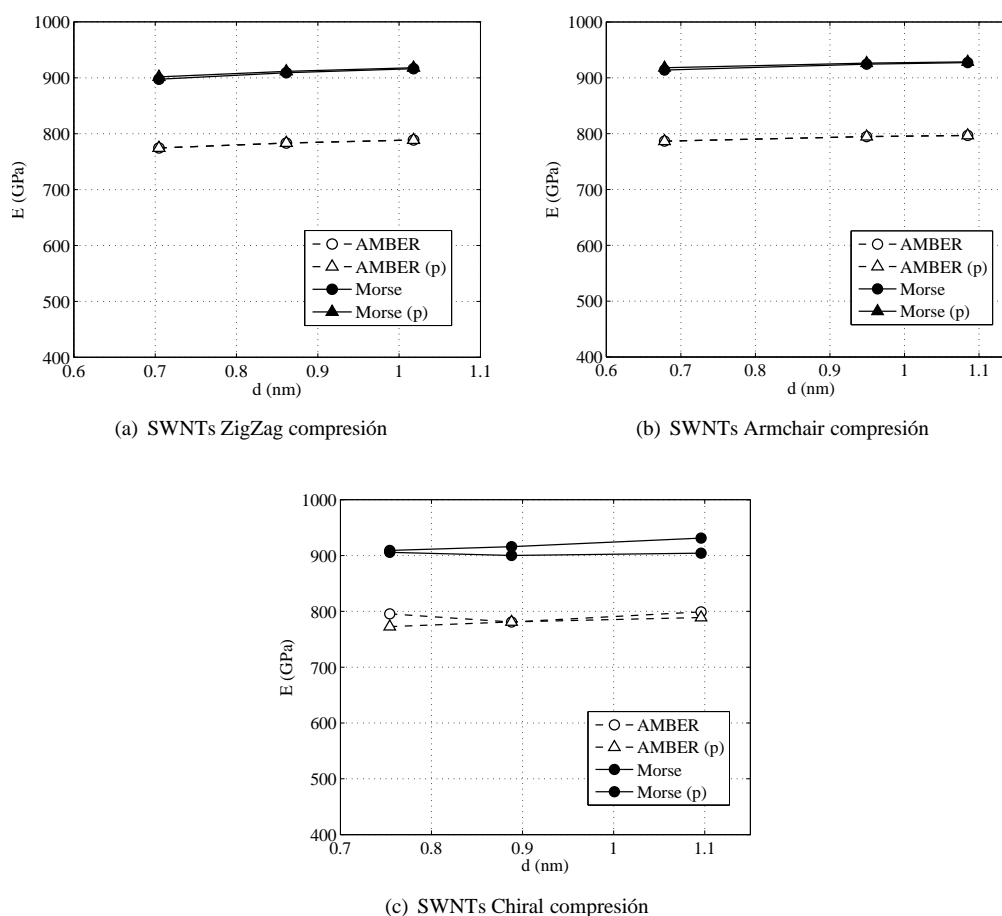 1000
900
800
700
600
500
400
0.6
0.7
0.8
0.9
1
1.1
E (GPa)
d (nm)
AMBER
AMBER (p)
Morse
Morse (p)
(a) SWNTs ZigZag compresión
1000
900
800
700
600
500
400
0.6
0.7
0.8
0.9
1
1.1
E (GPa)
d (nm)
AMBER
AMBER (p)
Morse
Morse (p)
(b) SWNTs Armchair compresión
1000
900
800
700
600
500
400
0.7
0.8
0.9
1
1.1
E (GPa)
d (nm)
AMBER
AMBER (p)
Morse
Morse (p)
(c) SWNTs Chiral compresión